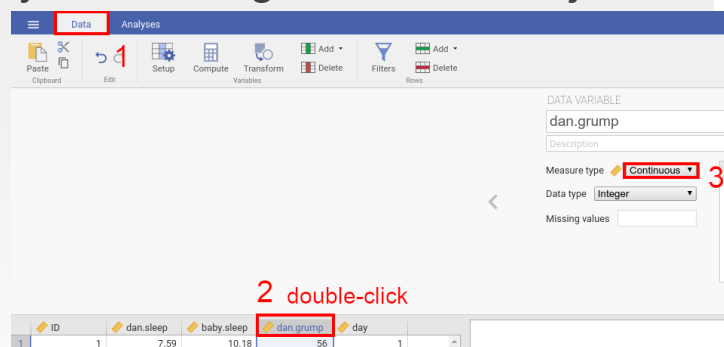 Data Analyses
1
Paste
Clipboard
Edit
Setup Compute Transform
Add
Delete
Variables
Filters
Add
Delete
Rows
DATA VARIABLE
dan.grump
Description
Measure type Continuous 3
Data type Integer
Missing values
2 double-click
ID dan.sleep baby.sleep dan.grump day
1 1 7.59 10.18 56 1